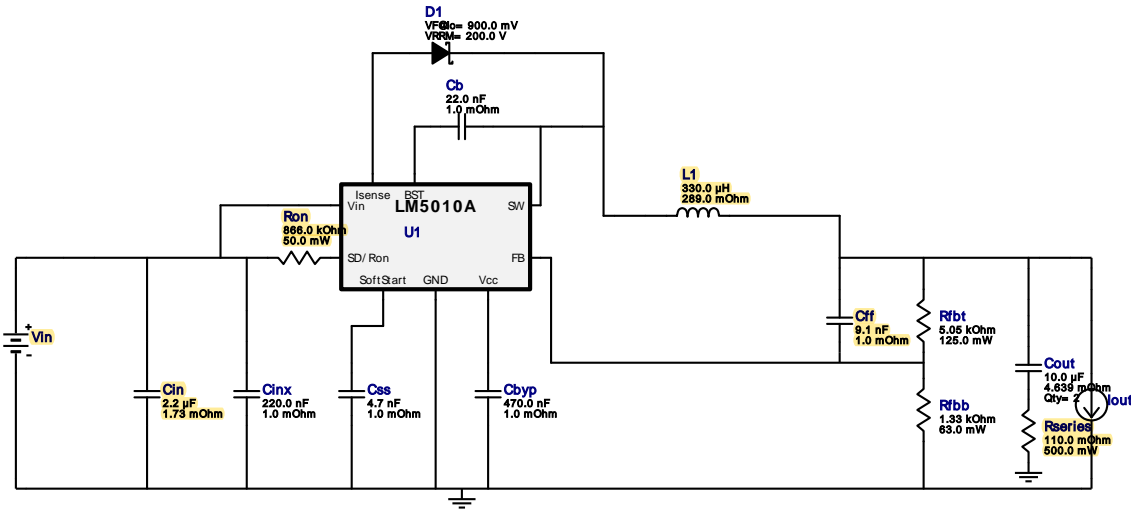 D1
VF@Io= 900.0 mV
VRRM= 200.0 V
Cb
22.0 nF
1.0 mOhm
L1
330.0 µH
289.0 mOhm
Isense
BST
Vin
LM5010A
SW
U1
Ron
866.0 kOhm
50.0 mW
SD/ Ron
FB
SoftStart
GND
Vcc
Vin
+
-
Cin
2.2 µF
1.73 mOhm
Cinx
220.0 nF
1.0 mOhm
Css
4.7 nF
1.0 mOhm
Cbyp
470.0 nF
1.0 mOhm
Cff
9.1 nF
1.0 mOhm
Rfbt
5.05 kOhm
125.0 mW
Rfbb
1.33 kOhm
63.0 mW
Cout
10.0 µF
4.639 mOhm
Qty= 2
Iout
Rseries
110.0 mOhm
500.0 mW